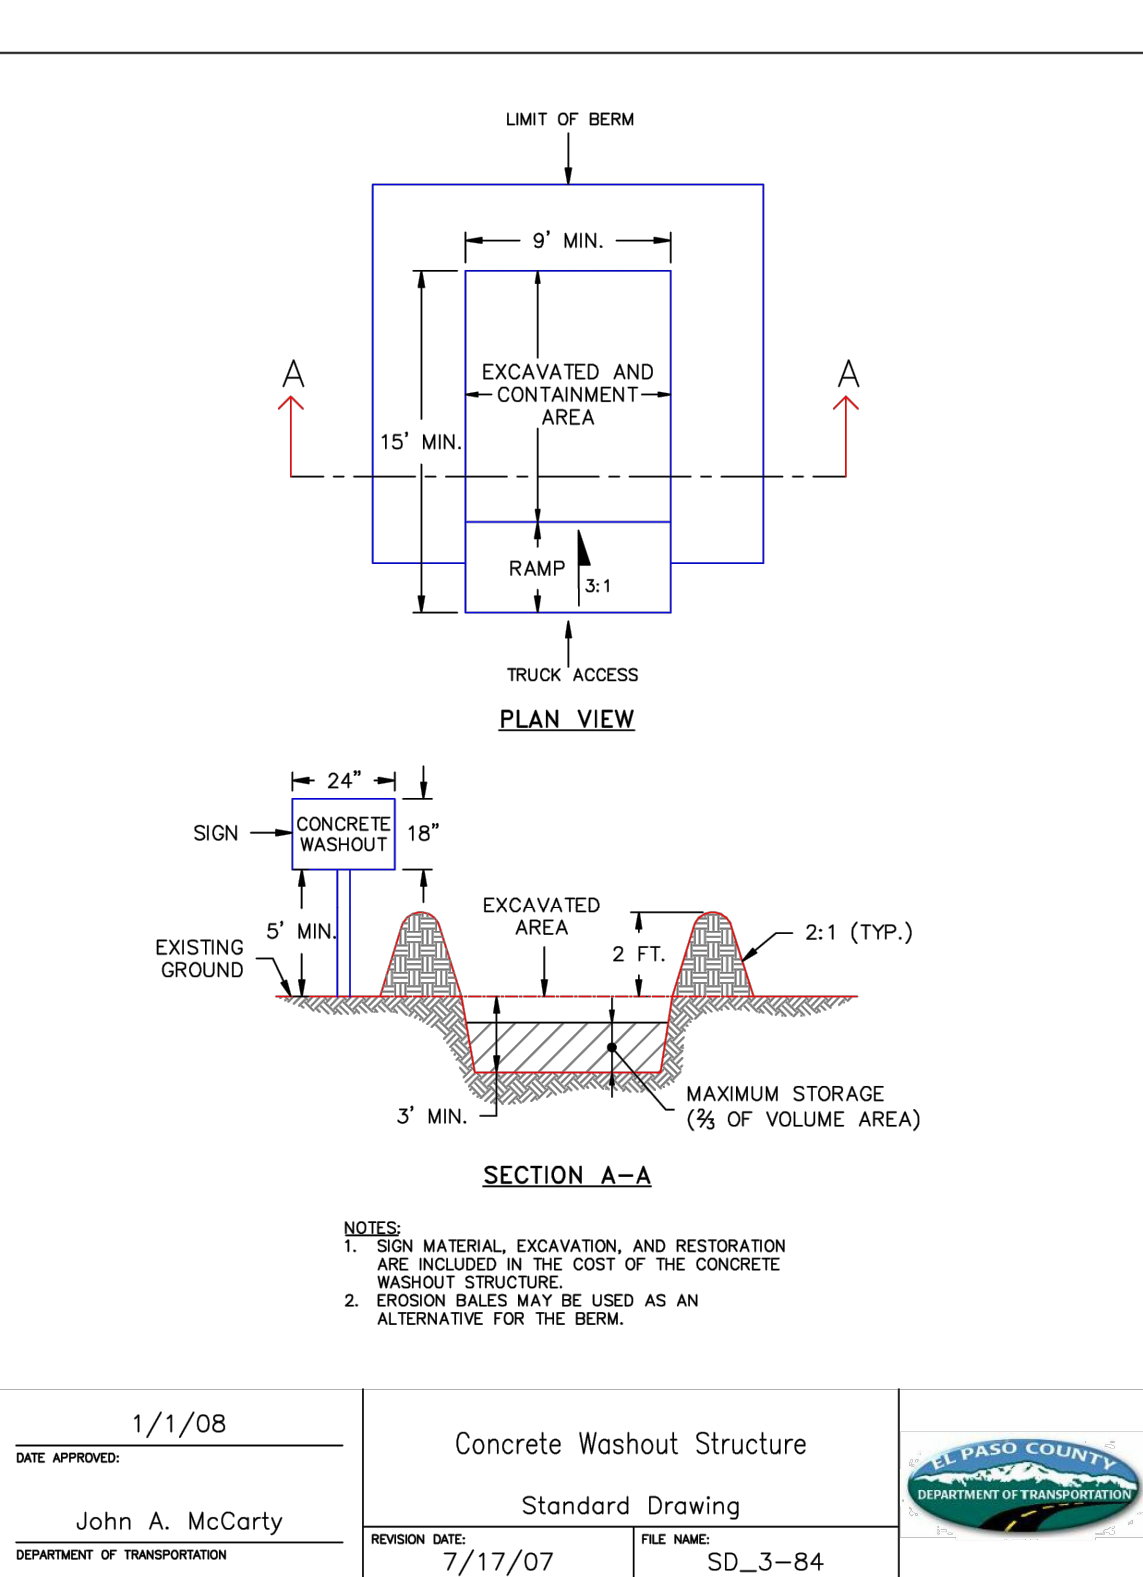 LIMIT OF BERM
9' MIN.
A
A
EXCAVATED AND
CONTAINMENT
AREA
15' MIN.
RAMP
3:1
TRUCK ACCESS
PLAN VIEW
24"
SIGN
CONCRETE
WASHOUT
18"
5' MIN.
EXISTING
GROUND
EXCAVATED
AREA
2 FT.
2:1 (TYP.)
3' MIN.
MAXIMUM STORAGE
(⅔ OF VOLUME AREA)
SECTION A-A
NOTES:
1. SIGN MATERIAL, EXCAVATION, AND RESTORATION
ARE INCLUDED IN THE COST OF THE CONCRETE
WASHOUT STRUCTURE.
2. EROSION BALES MAY BE USED AS AN
ALTERNATIVE FOR THE BERM.
1/1/08
DATE APPROVED:
John A. McCarty
DEPARTMENT OF TRANSPORTATION
Concrete Washout Structure
Standard Drawing
REVISION DATE:
7/17/07
FILE NAME:
SD_3-84
EL PASO COUNTY
DEPARTMENT OF TRANSPORTATION